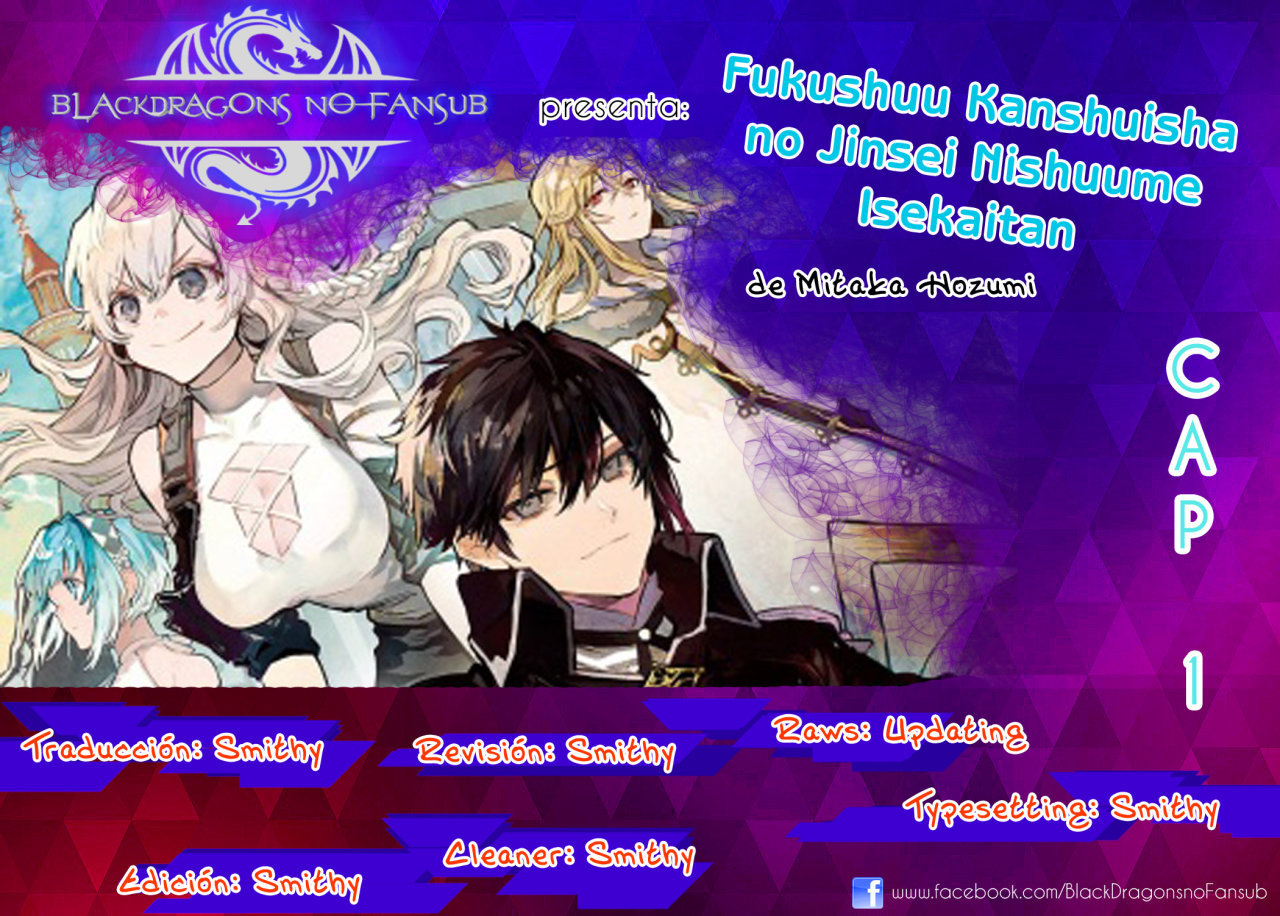 BLACKDRAGONS NO FANSUB
presenta:
Fukushuu Kanshuisha
no Jinsei Nishuume
Isekaitan
de Mitaka Hozumi
CAP 1
Traducción: Smithy
Revisión: Smithy
Raws: Updating
Typesetting: Smithy
Cleaner: Smithy
Edición: Smithy
www.facebook.com/BlackDragonsnoFansub